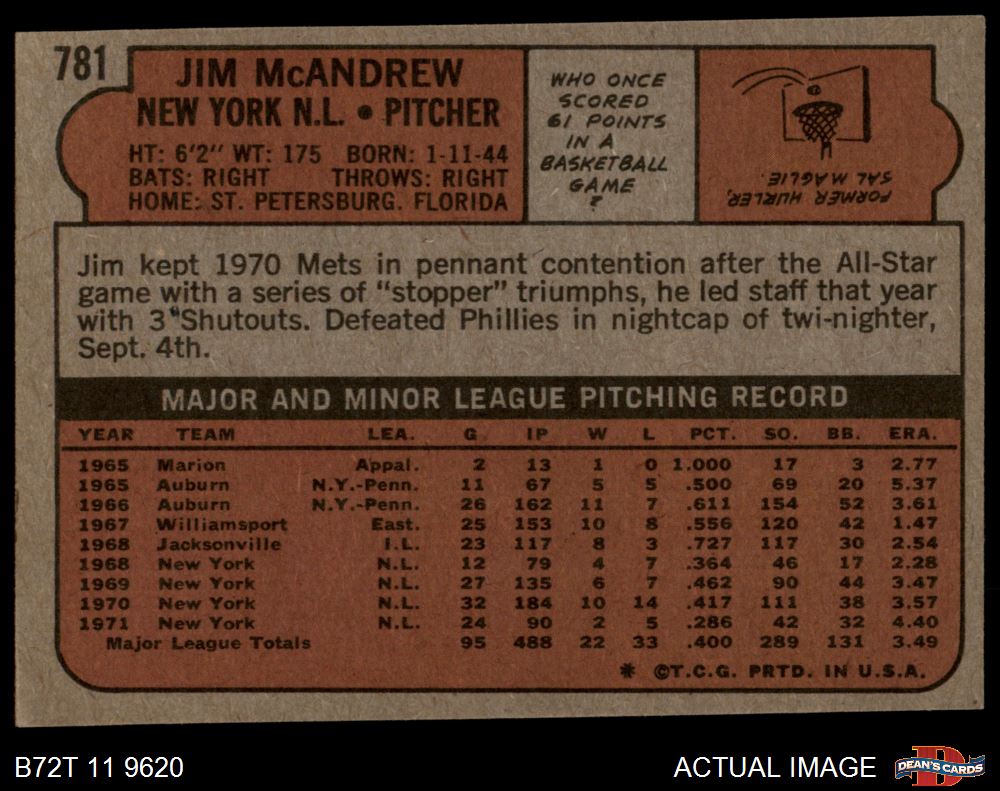 781
JIM McANDREW
NEW YORK N.L. • PITCHER
HT: 6'2" WT: 175 BORN: 1-11-44
BATS: RIGHT THROWS: RIGHT
HOME: ST. PETERSBURG. FLORIDA
WHO ONCE
SCORED
61 POINTS
IN A
BASKETBALL
GAME
?
FORMER HURLER,
SAL MAGLIE.
Jim kept 1970 Mets in pennant contention after the All-Star
game with a series of "stopper" triumphs, he led staff that year
with 3 Shutouts. Defeated Phillies in nightcap of twi-nighter,
Sept. 4th.
MAJOR AND MINOR LEAGUE PITCHING RECORD
YEAR TEAM LEA. G IP W L PCT. SO. BB. ERA.
1965 Marion Appal. 2 13 1 0 1.000 17 3 2.77
1965 Auburn N.Y.-Penn. 11 67 5 5 .500 69 20 5.37
1966 Auburn N.Y.-Penn. 26 162 11 7 .611 154 52 3.61
1967 Williamsport East. 25 153 10 8 .556 120 42 1.47
1968 Jacksonville I.L. 23 117 8 3 .727 117 30 2.54
1968 New York N.L. 12 79 4 7 .364 46 17 2.28
1969 New York N.L. 27 135 6 7 .462 90 44 3.47
1970 New York N.L. 32 184 10 14 .417 111 38 3.57
1971 New York N.L. 24 90 2 5 .286 42 32 4.40
Major League Totals 95 488 22 33 .400 289 131 3.49
* ©T.C.G. PRTD. IN U.S.A.
B72T 11 9620
ACTUAL IMAGE
DEAN'S CARDS